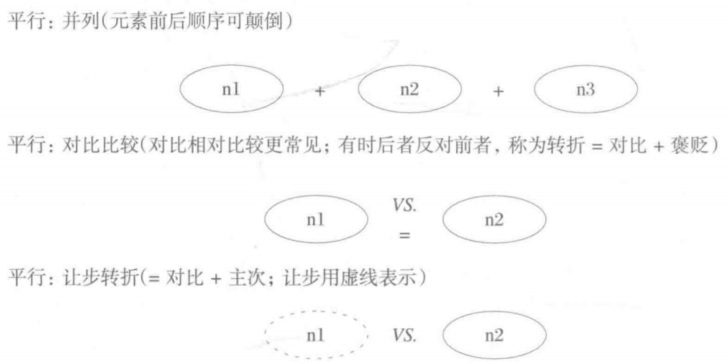 平行：并列(元素前后顺序可颠倒)
n1 + n2 + n3
平行：对比比较(对比相对比较更常见；有时后者反对前者，称为转折 = 对比 + 褒贬)
n1 VS. n2
=
平行：让步转折(= 对比 + 主次；让步用虚线表示)
n1 VS. n2